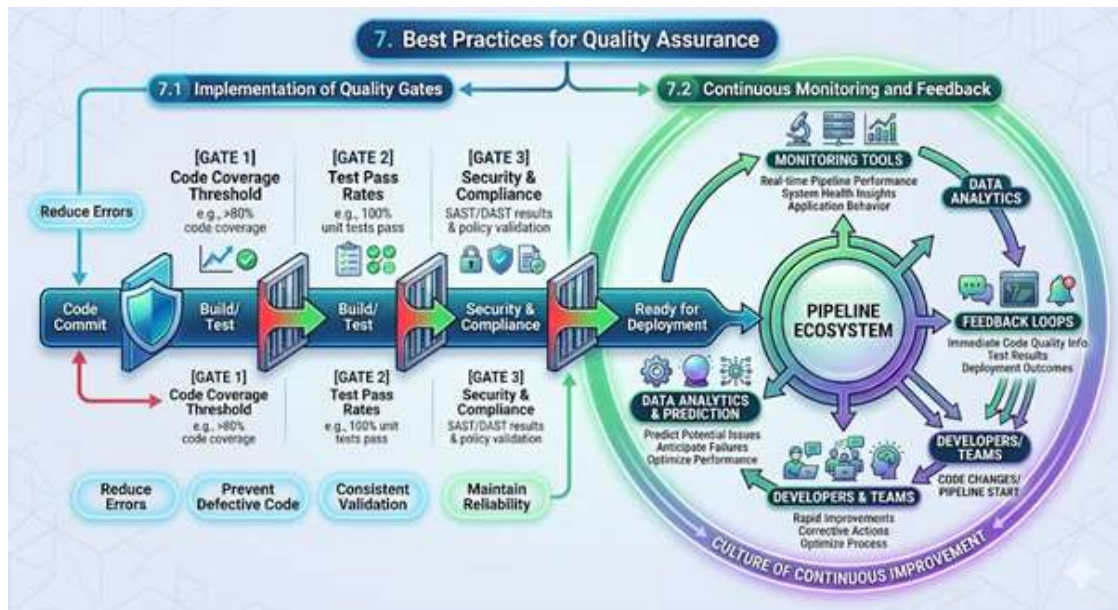 7. Best Practices for Quality Assurance
7.1 Implementation of Quality Gates
7.2 Continuous Monitoring and Feedback
Reduce Errors
[GATE 1]
Code Coverage
Threshold
e.g., >80%
code coverage
[GATE 2]
Test Pass
Rates
e.g., 100%
unit tests pass
[GATE 3]
Security &
Compliance
SAST/DAST results
& policy validation
Code
Commit
Build/
Test
Build/
Test
Security &
Compliance
Ready for
Deployment
[GATE 1]
Code Coverage
Threshold
e.g., >80%
code coverage
[GATE 2]
Test Pass
Rates
e.g., 100% unit
tests pass
[GATE 3]
Security &
Compliance
SAST/DAST results
& policy validation
Reduce
Errors
Prevent
Defective Code
Consistent
Validation
Maintain
Reliability
MONITORING TOOLS
Real-time Pipeline Performance
System Health Insights
Application Behavior
DATA
ANALYTICS
PIPELINE
ECOSYSTEM
FEEDBACK LOOPS
Immediate Code Quality Info
Test Results
Deployment Outcomes
DATA ANALYTICS
& PREDICTION
Predict Potential Issues
Anticipate Failures
Optimize Performance
DEVELOPERS/
TEAMS
CODE CHANGES/
PIPELINE START
DEVELOPERS & TEAMS
Rapid Improvements
Corrective Actions
Optimize Process
CULTURE OF CONTINUOUS IMPROVEMENT